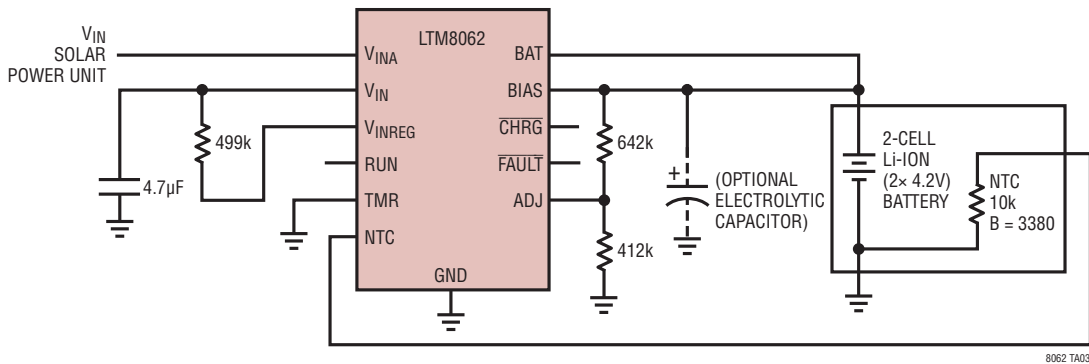 VIN
SOLAR
POWER UNIT
LTM8062
VINA
VIN
VINREG
RUN
TMR
NTC
GND
BAT
BIAS
CHRG
FAULT
ADJ
499k
4.7µF
642k
412k
+
(OPTIONAL
ELECTROLYTIC
CAPACITOR)
2-CELL
Li-ION
(2× 4.2V)
BATTERY
NTC
10k
B = 3380
8062 TA03